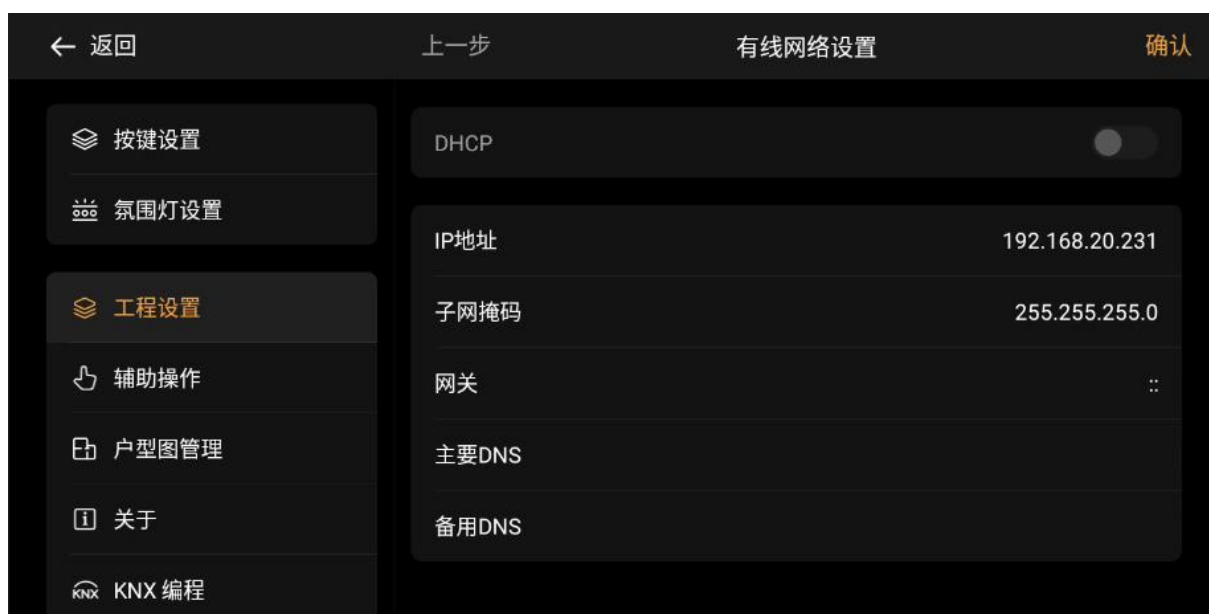 返回
上一步
有线网络设置
确认
按键设置
氛围灯设置
工程设置
辅助操作
户型图管理
关于
KNX KNX 编程
DHCP
IP地址 192.168.20.231
子网掩码 255.255.255.0
网关 ::
主要DNS
备用DNS